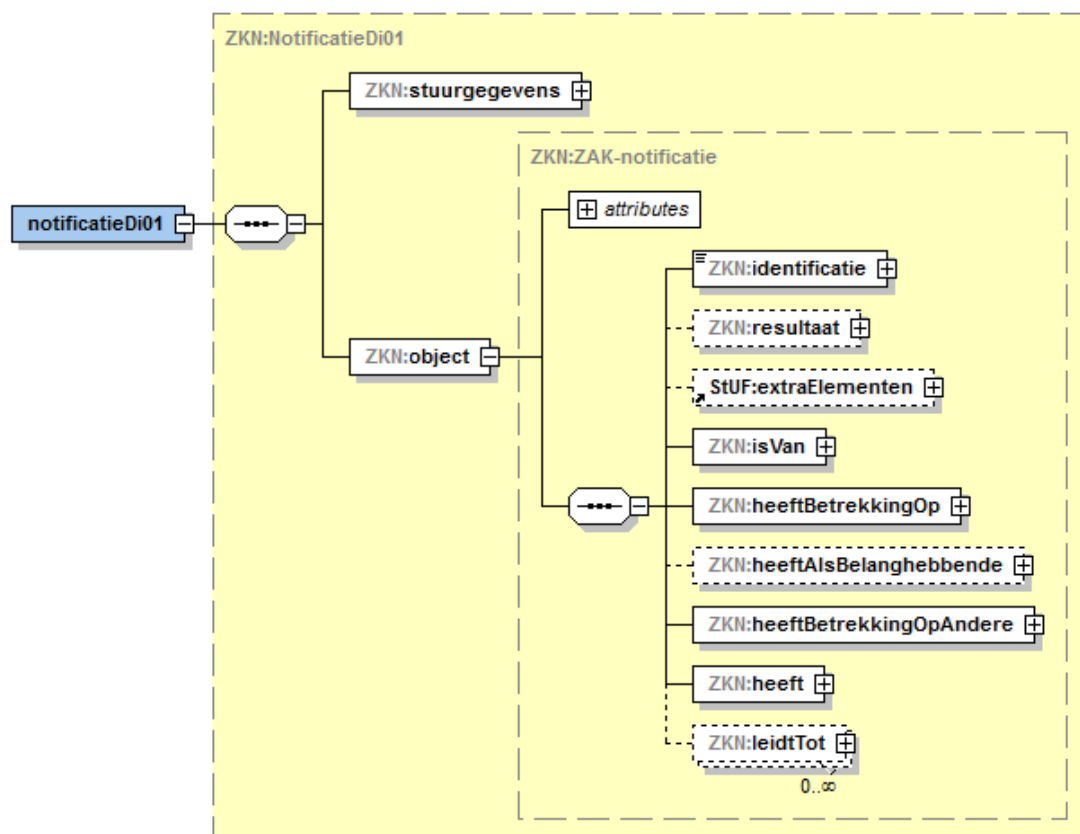 ZKN:NotificatieDi01
ZKN:stuurgegevens
ZKN:ZAK-notificatie
attributes
notificatieDi01
ZKN:identificatie
ZKN:resultaat
ZKN:object
StUF:extraElementen
ZKN:isVan
ZKN:heeftBetrekkingOp
ZKN:heeftAlsBelanghebbende
ZKN:heeftBetrekkingOpAndere
ZKN:heeft
ZKN:leidtTot
0..∞